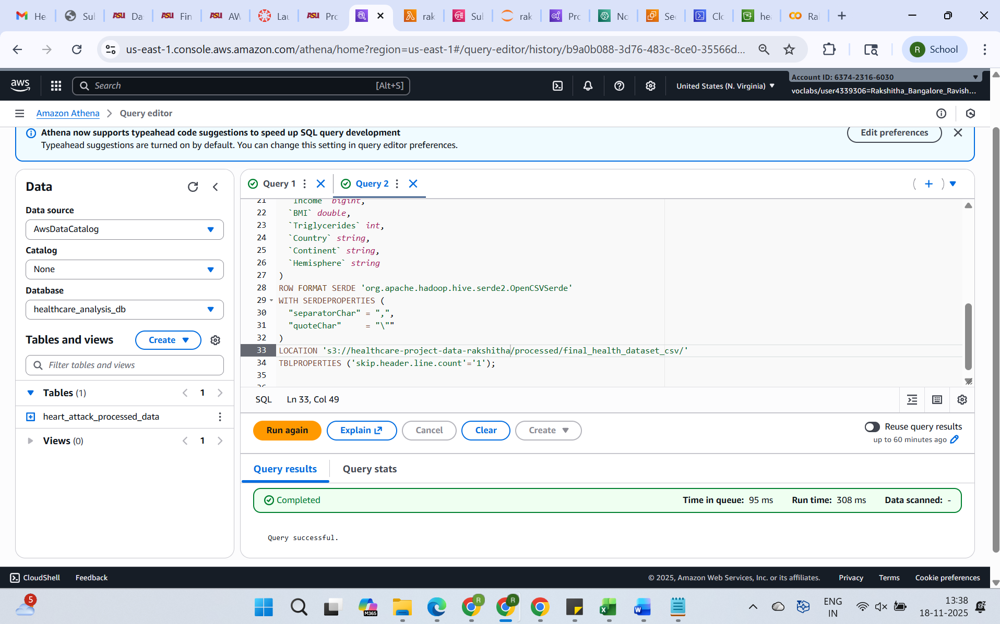 He
Sul
ASU Da
ASU Fin
ASU AW
Lau
ASU Pro
rak
Sub
rak
Pro
No
Sec
Clo
hea
Ral
us-east-1.console.aws.amazon.com/athena/home?region=us-east-1#/query-editor/history/b9a0b088-3d76-483c-8ce0-35566d...
R School
aws
Search [Alt+S]
United States (N. Virginia)
Account ID: 6374-2316-6030
voclabs/user4339306=Rakshitha_Bangalore_Ravish...
Amazon Athena > Query editor
Athena now supports typeahead code suggestions to speed up SQL query development
Typeahead suggestions are turned on by default. You can change this setting in query editor preferences.
Edit preferences
Data
Data source
AwsDataCatalog
Catalog
None
Database
healthcare_analysis_db
Tables and views
Create
Filter tables and views
Tables (1) < 1 >
heart_attack_processed_data
Views (0) < 1 >
Query 1
Query 2
21 `Income` bigint,
22 `BMI` double,
23 `Triglycerides` int,
24 `Country` string,
25 `Continent` string,
26 `Hemisphere` string
27 )
28 ROW FORMAT SERDE 'org.apache.hadoop.hive.serde2.OpenCSVSerde'
29 WITH SERDEPROPERTIES (
30 "separatorChar" = ",",
31 "quoteChar" = "\""
32 )
33 LOCATION 's3://healthcare-project-data-rakshitha/processed/final_health_dataset_csv/'
34 TBLPROPERTIES ('skip.header.line.count'='1');
35
36
SQL Ln 33, Col 49
Run again
Explain
Cancel
Clear
Create
Reuse query results
up to 60 minutes ago
Query results
Query stats
Completed
Time in queue: 95 ms
Run time: 308 ms
Data scanned: -
Query successful.
CloudShell
Feedback
© 2025, Amazon Web Services, Inc. or its affiliates.
Privacy
Terms
Cookie preferences
5
M365
R
R
ENG
IN
13:38
18-11-2025